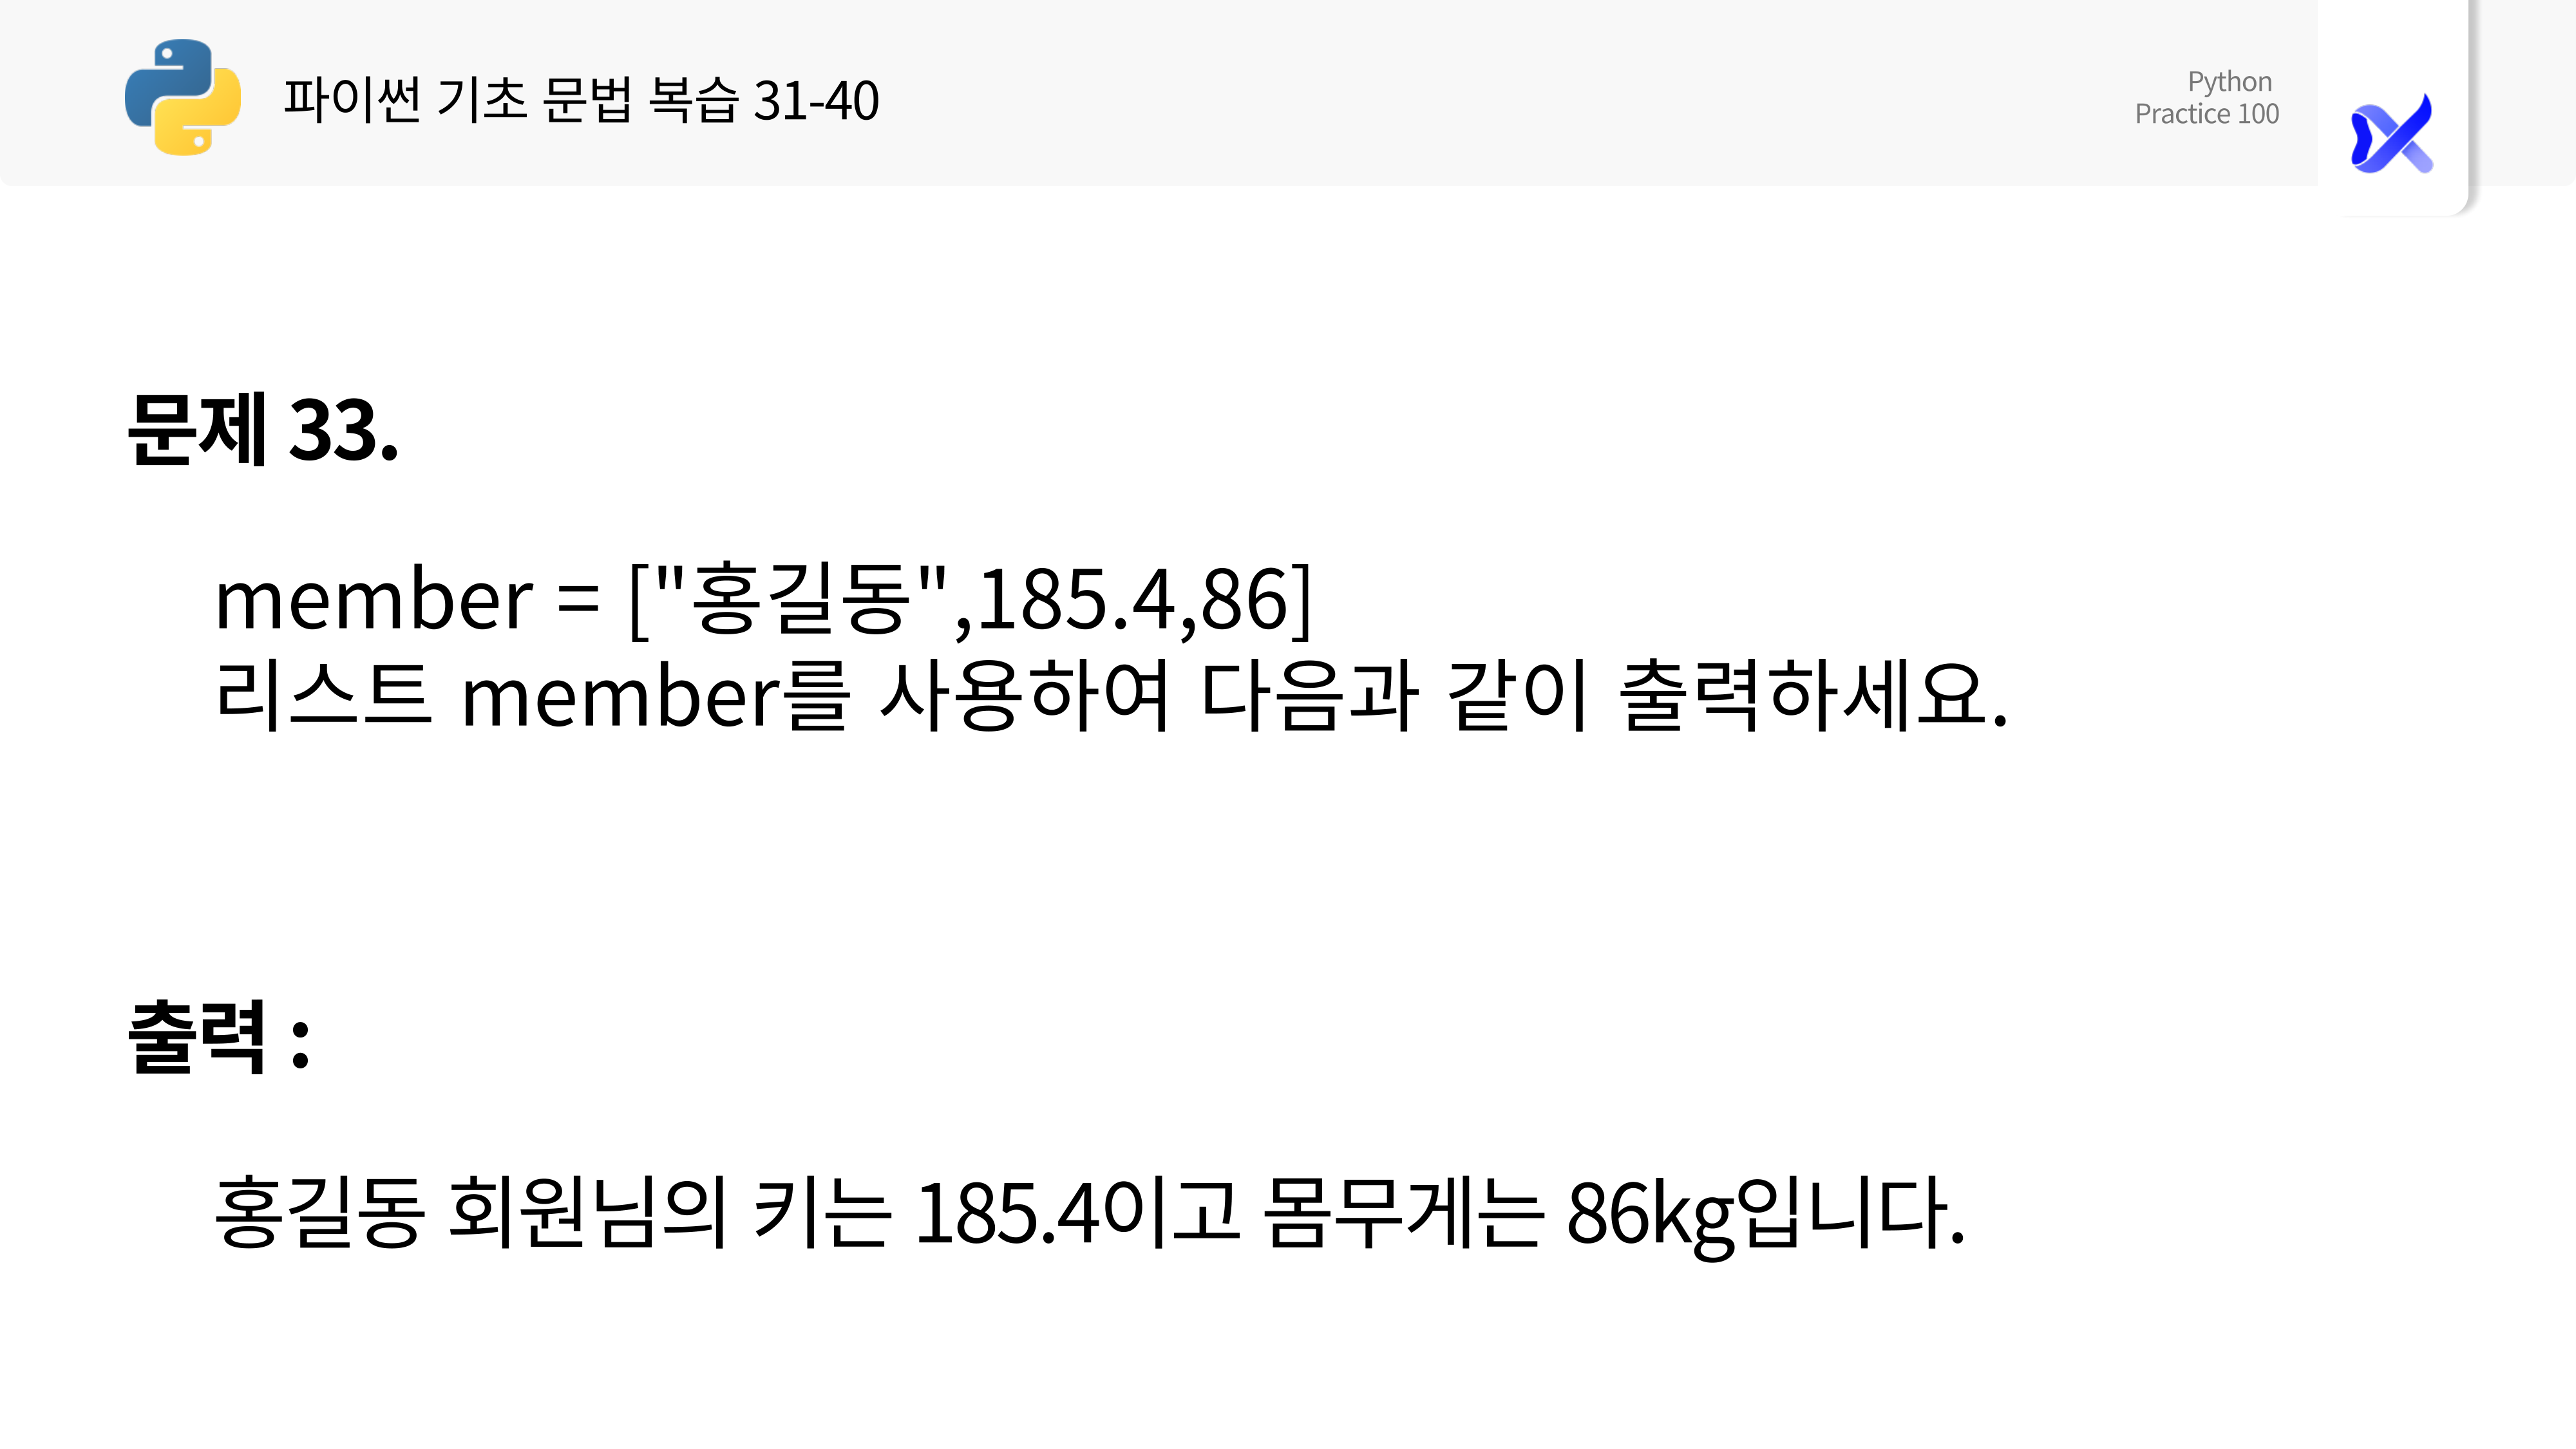 파이썬 기초 문법 복습 31-40
Python
Practice 100
문제 33.
member = ["홍길동",185.4,86]
리스트 member를 사용하여 다음과 같이 출력하세요.
출력 :
홍길동 회원님의 키는 185.4이고 몸무게는 86kg입니다.